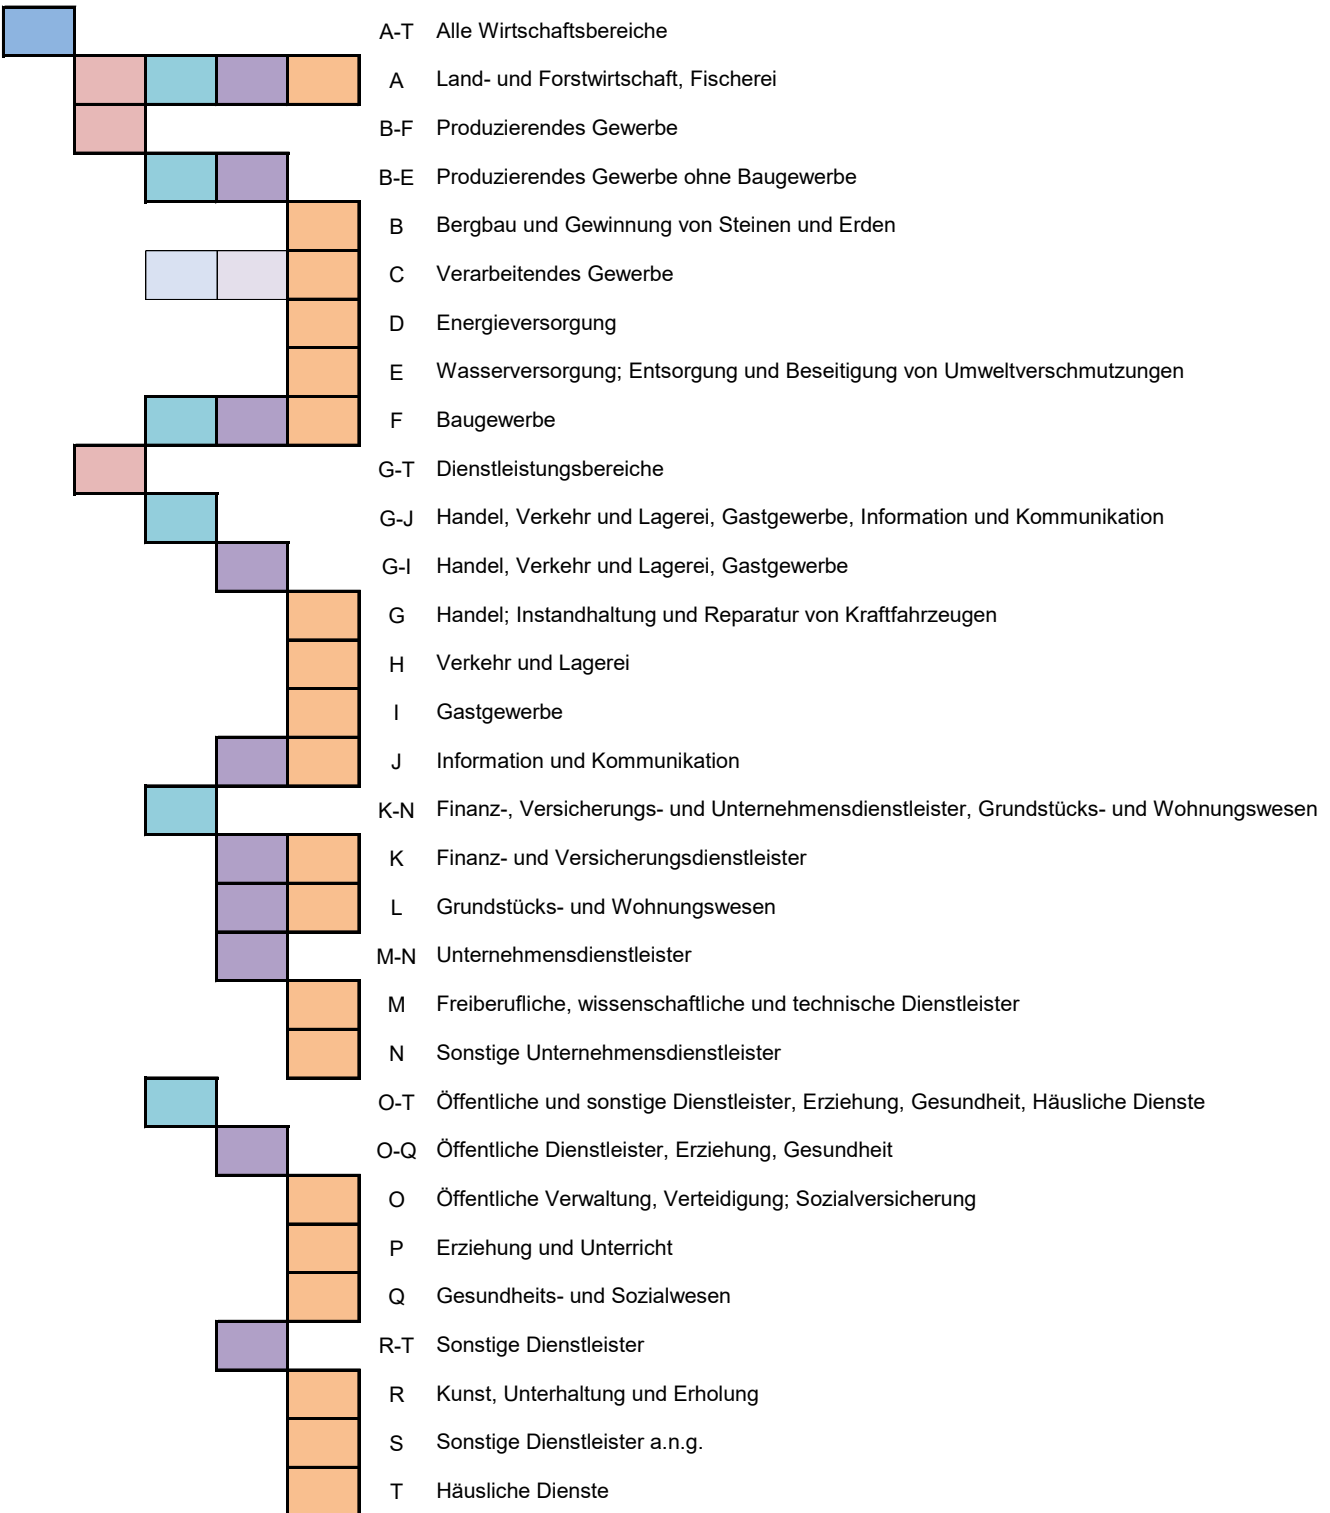 A-T Alle Wirtschaftsbereiche
A Land- und Forstwirtschaft, Fischerei
B-F Produzierendes Gewerbe
B-E Produzierendes Gewerbe ohne Baugewerbe
B Bergbau und Gewinnung von Steinen und Erden
C Verarbeitendes Gewerbe
D Energieversorgung
E Wasserversorgung; Entsorgung und Beseitigung von Umweltverschmutzungen
F Baugewerbe
G-T Dienstleistungsbereiche
G-J Handel, Verkehr und Lagerei, Gastgewerbe, Information und Kommunikation
G-I Handel, Verkehr und Lagerei, Gastgewerbe
G Handel; Instandhaltung und Reparatur von Kraftfahrzeugen
H Verkehr und Lagerei
I Gastgewerbe
J Information und Kommunikation
K-N Finanz-, Versicherungs- und Unternehmensdienstleister, Grundstücks- und Wohnungswesen
K Finanz- und Versicherungsdienstleister
L Grundstücks- und Wohnungswesen
M-N Unternehmensdienstleister
M Freiberufliche, wissenschaftliche und technische Dienstleister
N Sonstige Unternehmensdienstleister
O-T Öffentliche und sonstige Dienstleister, Erziehung, Gesundheit, Häusliche Dienste
O-Q Öffentliche Dienstleister, Erziehung, Gesundheit
O Öffentliche Verwaltung, Verteidigung; Sozialversicherung
P Erziehung und Unterricht
Q Gesundheits- und Sozialwesen
R-T Sonstige Dienstleister
R Kunst, Unterhaltung und Erholung
S Sonstige Dienstleister a.n.g.
T Häusliche Dienste